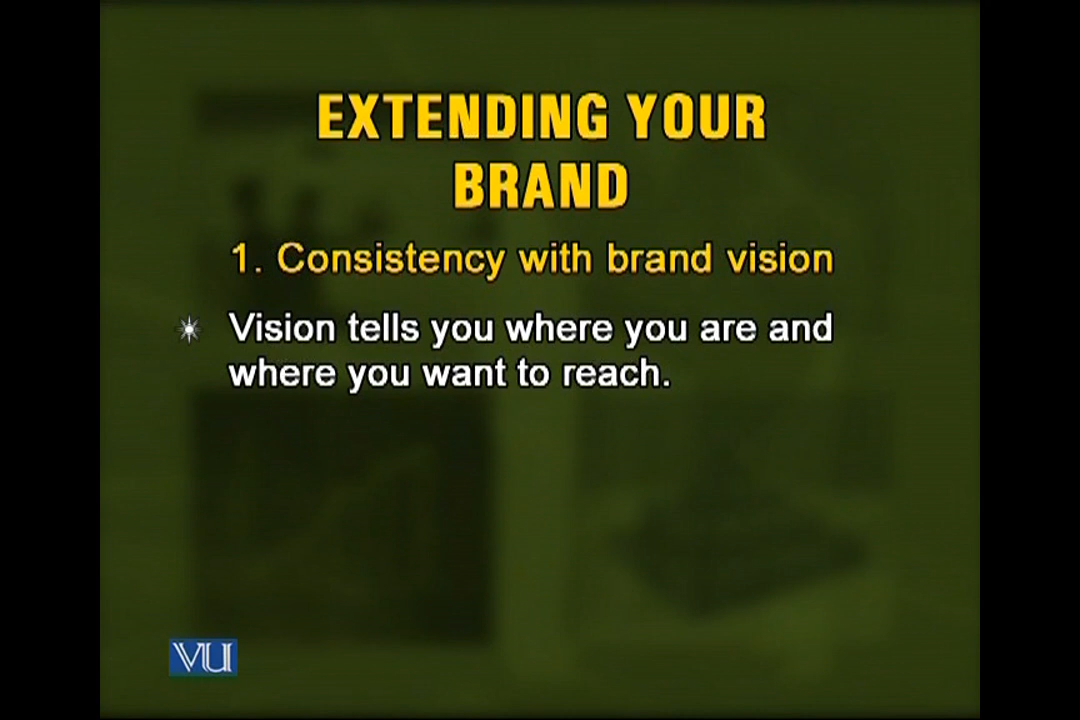 EXTENDING YOUR
BRAND
1. Consistency with brand vision
Vision tells you where you are and
where you want to reach.
VU